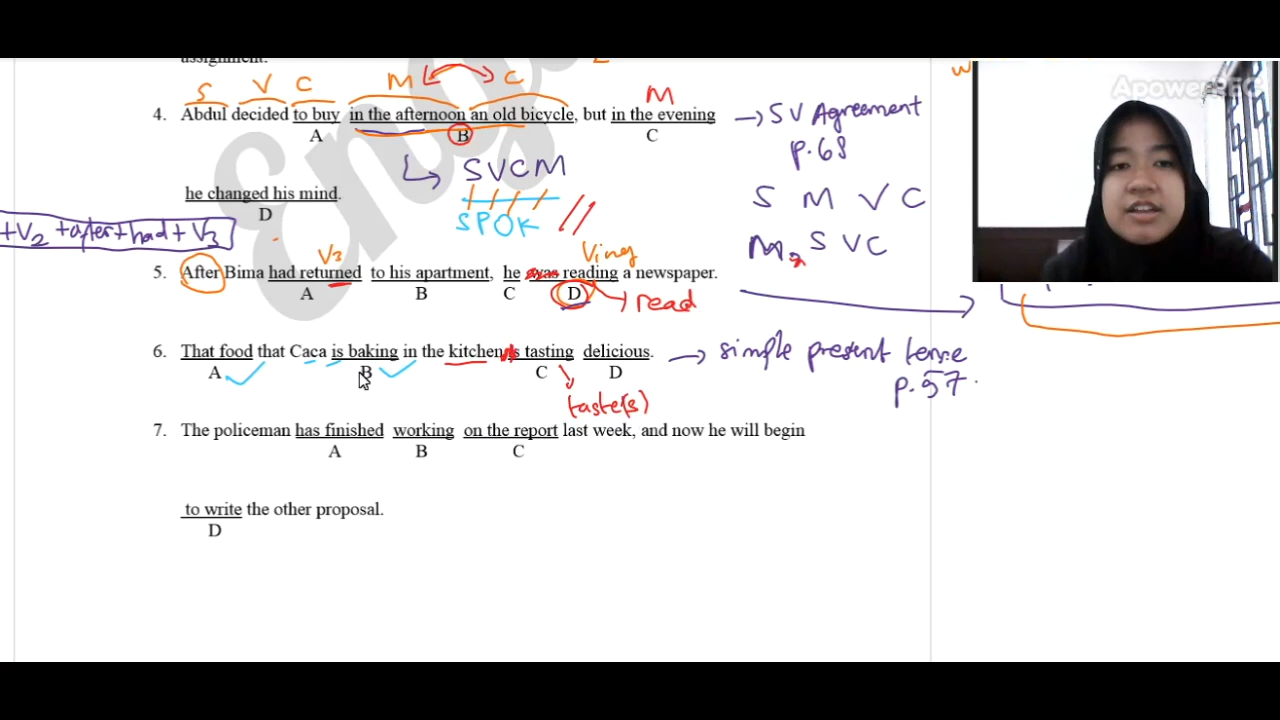 assignment.
S V C M C M
4. Abdul decided to buy in the afternoon an old bicycle, but in the evening → SV Agreement
A B C
p.68
↳ SVCM
he changed his mind.
D
SPOK
S M V C
M, S V C
+V2 +after+had+V3
V3 Ving
5. After Bima had returned to his apartment, he was reading a newspaper.
A B C D → read
6. That food that Caca is baking in the kitchen is tasting delicious. → simple present tense
A B C D
p.57
taste(s)
7. The policeman has finished working on the report last week, and now he will begin
A B C
to write the other proposal.
D
ApowerREC